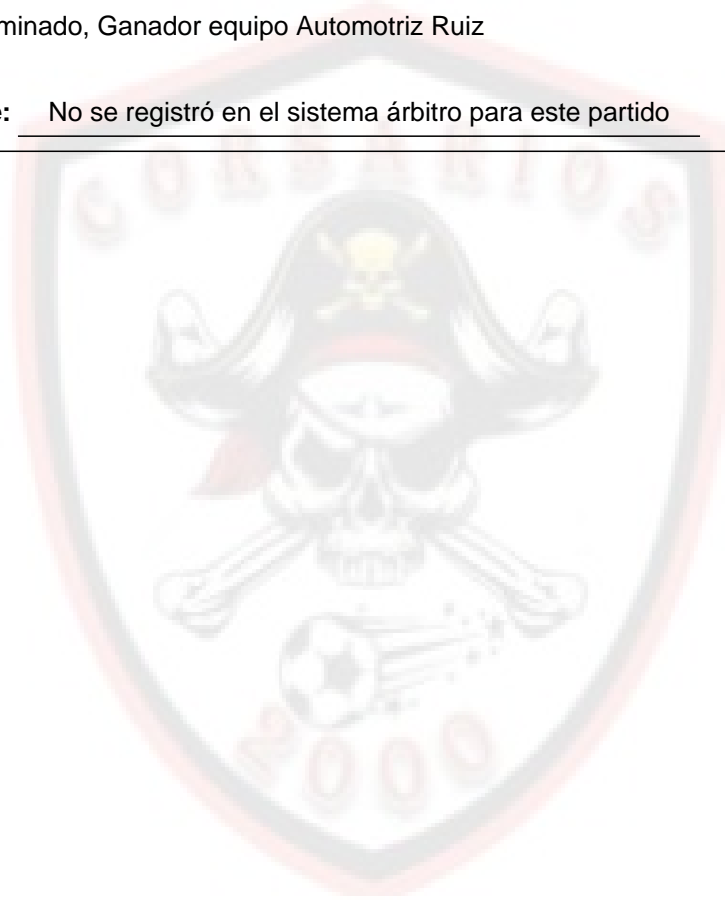 minado, Ganador equipo Automotriz Ruiz
e: No se registró en el sistema árbitro para este partido
CORSARIOS
2000